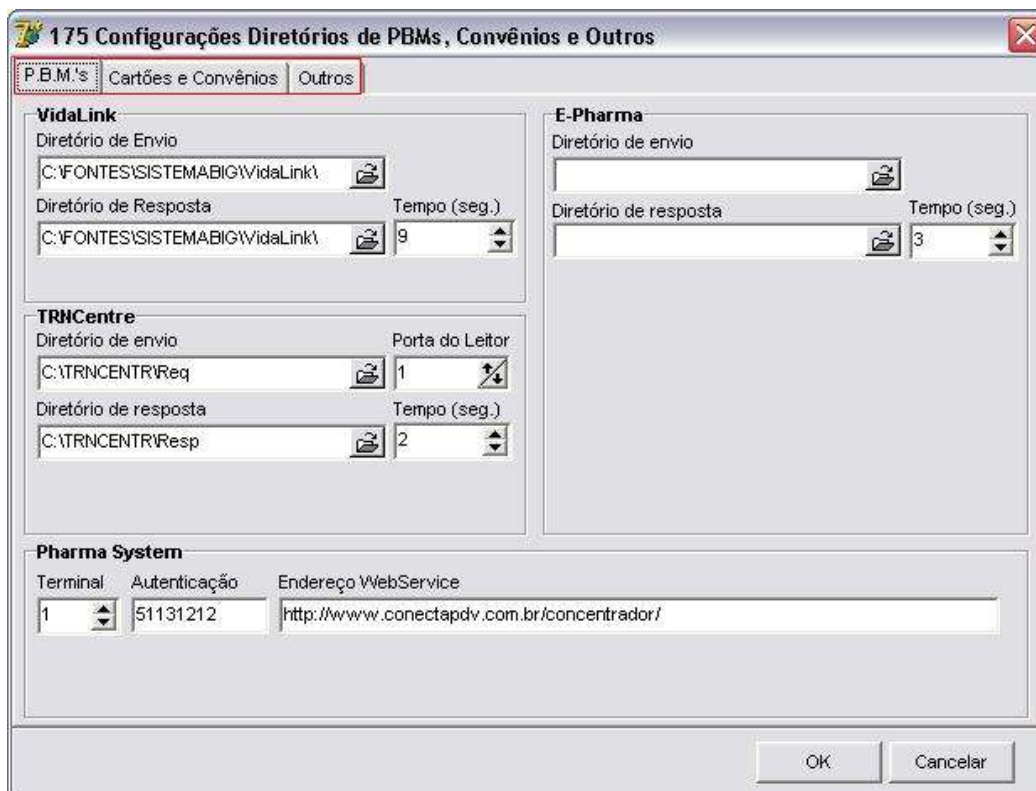 175 Configurações Diretórios de PBMs, Convênios e Outros
P.B.M.'s Cartões e Convênios Outros
VidaLink
Diretório de Envio
C:\FONTES\SISTEMABIG\VidaLink\
Diretório de Resposta Tempo (seg.)
C:\FONTES\SISTEMABIG\VidaLink\ 9
E-Pharma
Diretório de envio
Diretório de resposta Tempo (seg.)
3
TRNCentre
Diretório de envio Porta do Leitor
C:\TRNCENTR\Req 1
Diretório de resposta Tempo (seg.)
C:\TRNCENTR\Resp 2
Pharma System
Terminal Autenticação Endereço WebService
1 51131212 http://www.conectapdv.com.br/concentrador/
OK Cancelar